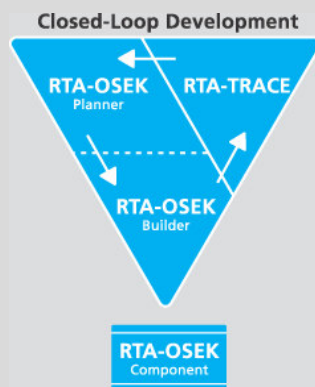 Closed-Loop Development
RTA-OSEK
Planner
RTA-TRACE
RTA-OSEK
Builder
RTA-OSEK
Component